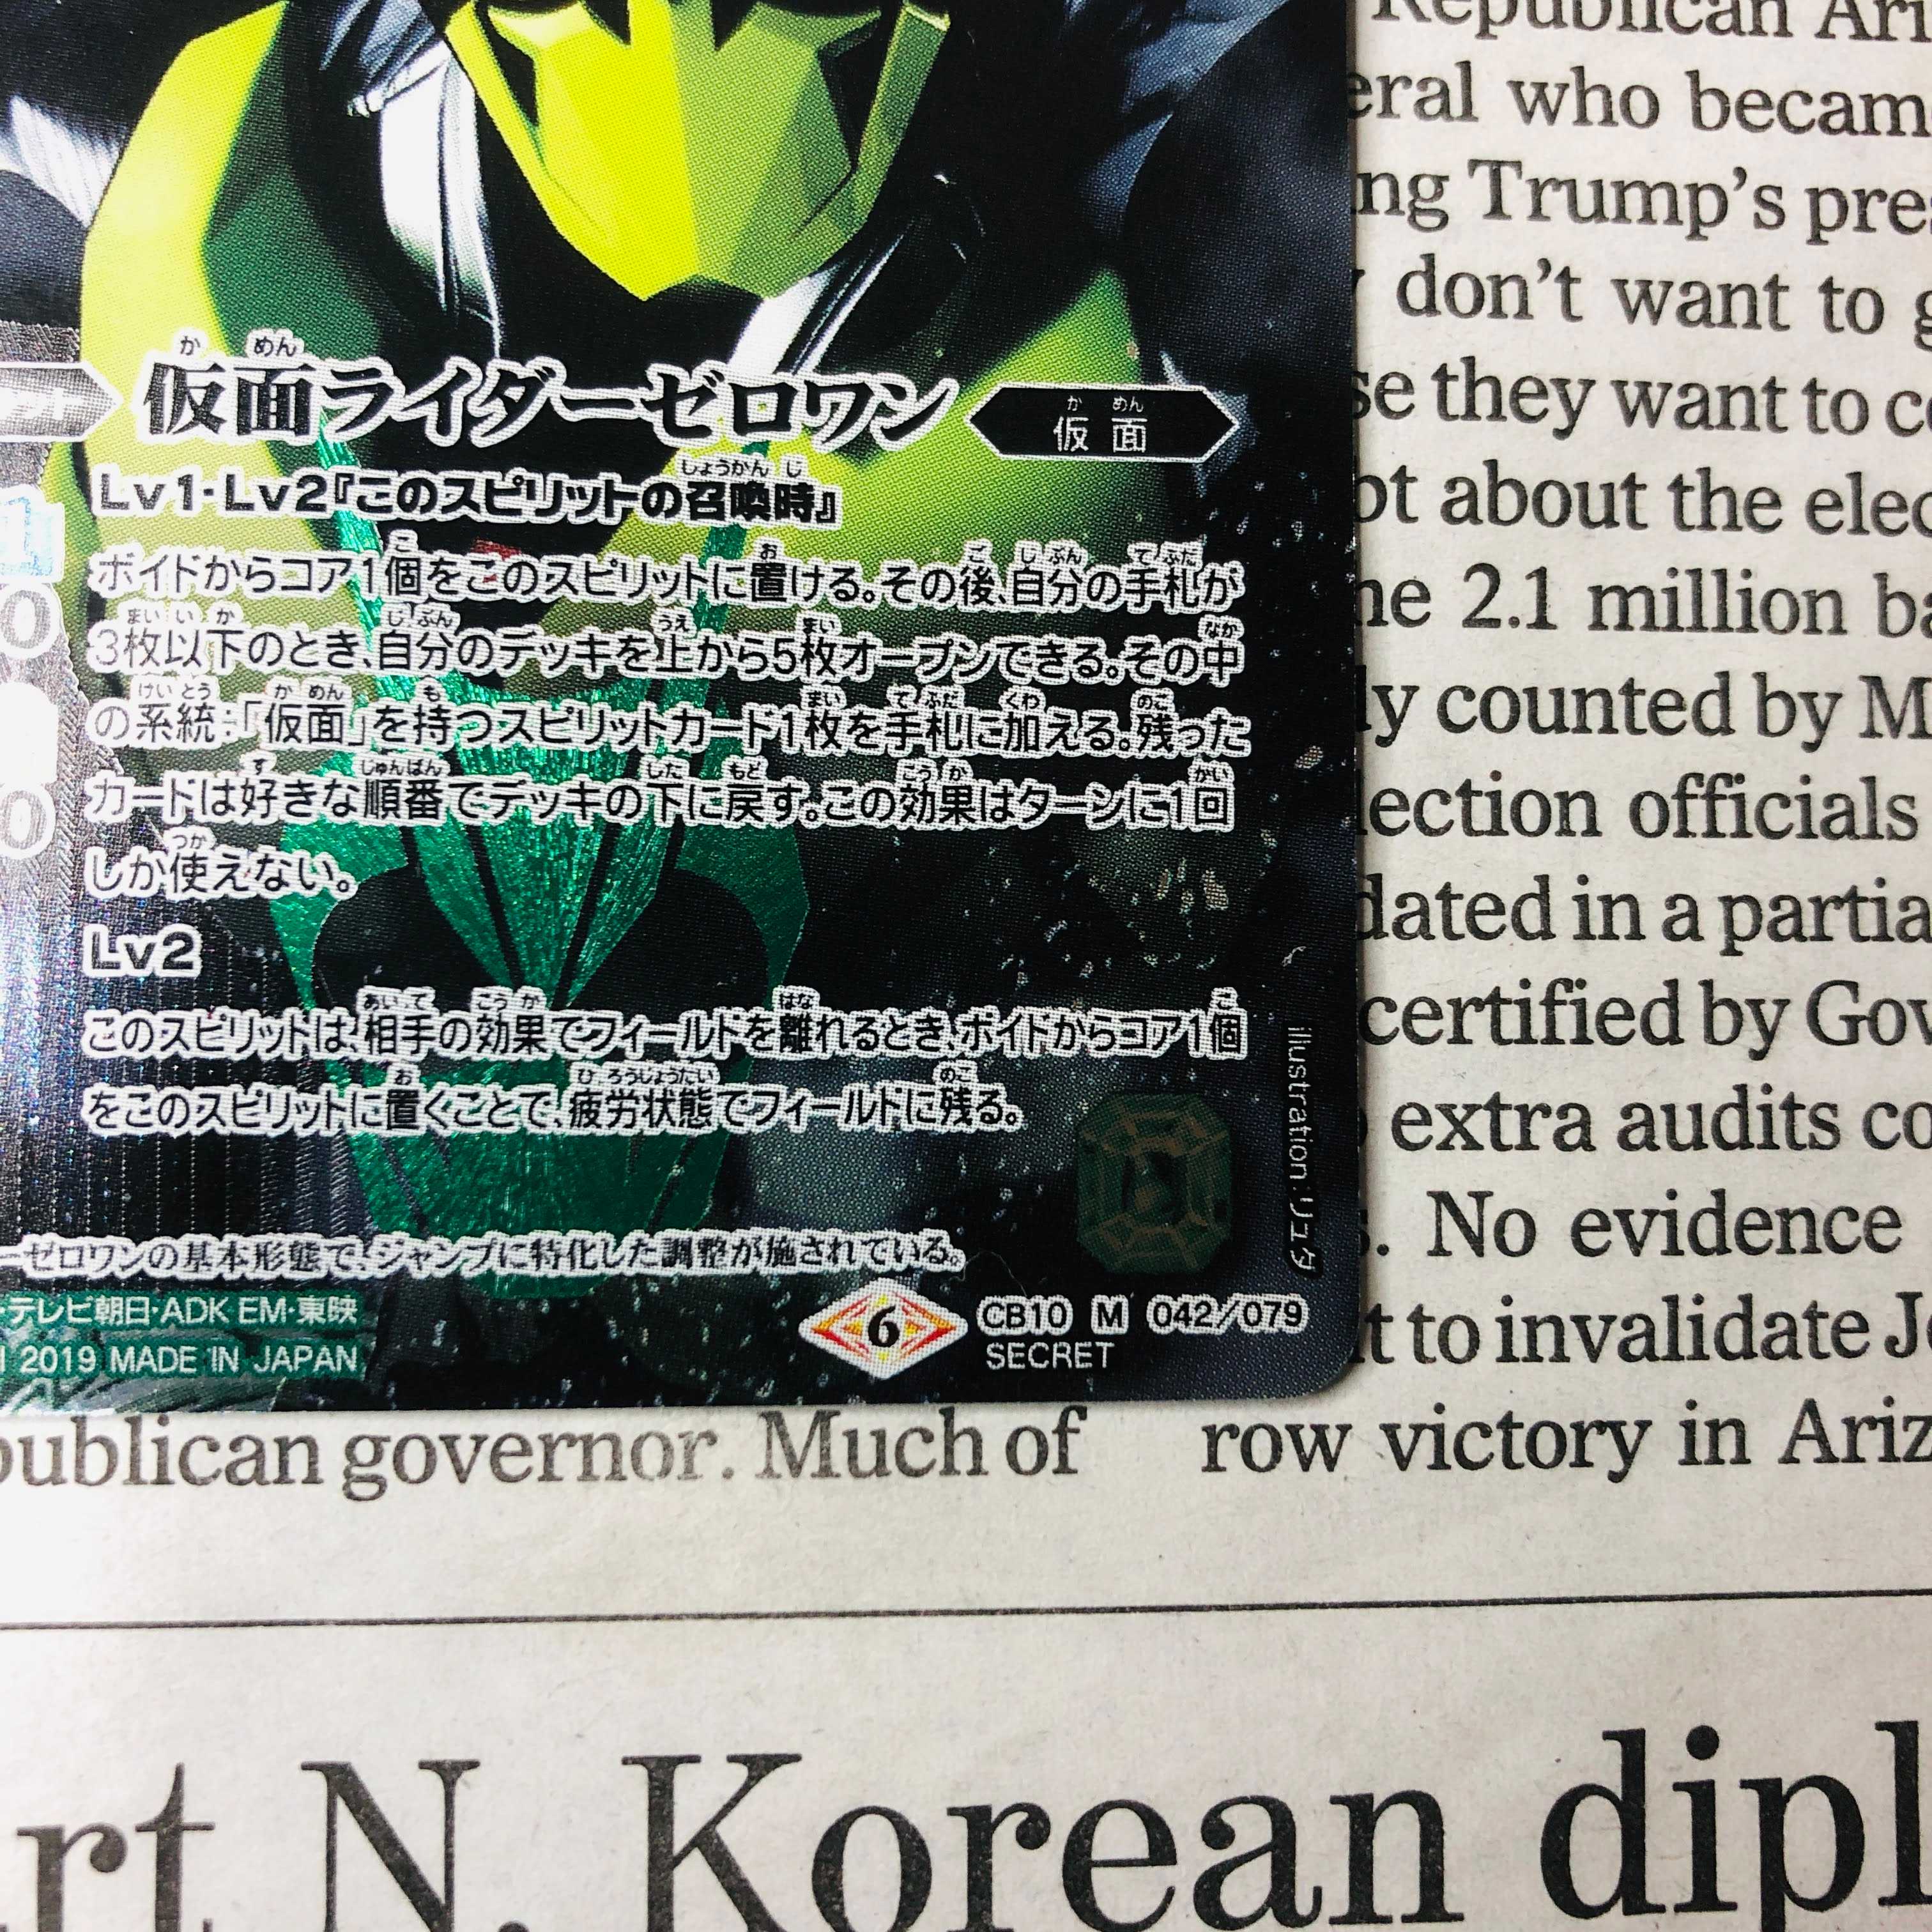 仮面ライダーゼロワン
仮面
Lv1・Lv2『このスピリットの召喚時』
ボイドからコア1個をこのスピリットに置ける。その後、自分の手札が
3枚以下のとき、自分のデッキを上から5枚オープンできる。その中
の系統：「仮面」を持つスピリットカード1枚を手札に加える。残った
カードは好きな順番でデッキの下に戻す。この効果はターンに1回
しか使えない。
Lv2
このスピリットは、相手の効果でフィールドを離れるとき、ボイドからコア1個
をこのスピリットに置くことで、疲労状態でフィールドに残る。
ーゼロワンの基本形態で、ジャンプに特化した調整が施されている。
・テレビ朝日・ADK EM・東映
2019 MADE IN JAPAN
6
CB10 M 042/079
SECRET
illustration：リュタ
Republican Ari
eral who becam
ng Trump's pre
don't want to
se they want to c
ot about the elec
he 2.1 million ba
ly counted by M
lection officials
dated in a partia
certified by Gov
extra audits co
. No evidence
t to invalidate J
publican governor. Much of
row victory in Ariz
rt N. Korean dipl